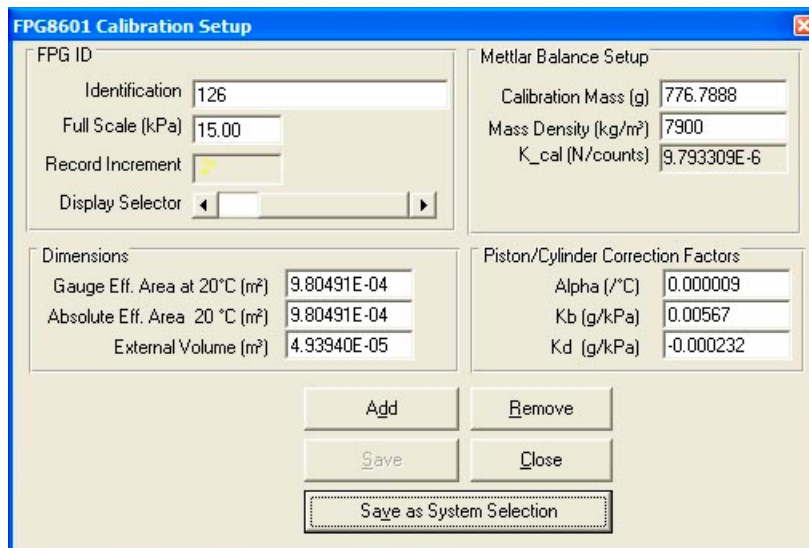 FPG8601 Calibration Setup
FPG ID
Identification 126
Full Scale (kPa) 15.00
Record Increment
Display Selector
Mettlar Balance Setup
Calibration Mass (g) 776.7888
Mass Density (kg/m³) 7900
K_cal (N/counts) 9.793309E-6
Dimensions
Gauge Eff. Area at 20°C (m²) 9.80491E-04
Absolute Eff. Area 20 °C (m²) 9.80491E-04
External Volume (m³) 4.93940E-05
Piston/Cylinder Correction Factors
Alpha (/°C) 0.000009
Kb (g/kPa) 0.00567
Kd (g/kPa) -0.000232
Add
Remove
Save
Close
Save as System Selection